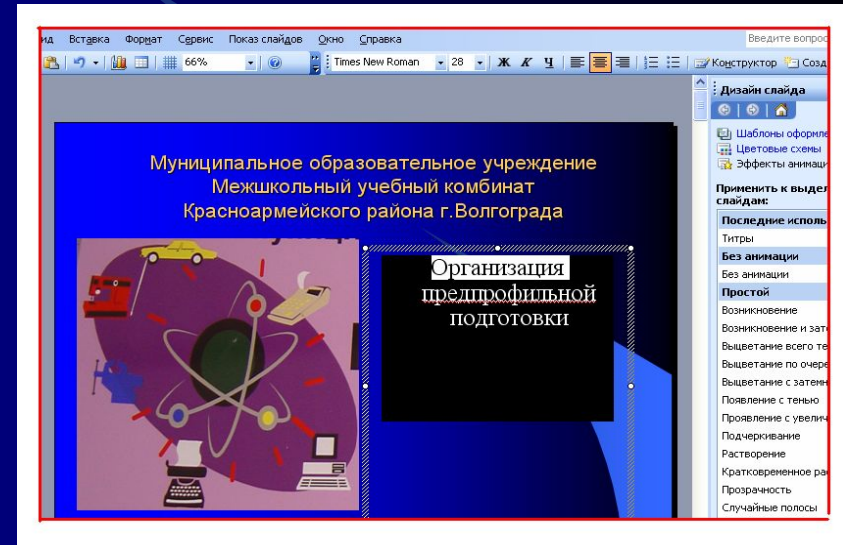 ид Вставка Формат Сервис Показ слайдов Окно Справка Введите вопрос
66% Times New Roman 28 Ж К Ч Конструктор Созд
Муниципальное образовательное учреждение
Межшкольный учебный комбинат
Красноармейского района г.Волгограда
Организация
предпрофильной
подготовки
Дизайн слайда
Шаблоны оформле
Цветовые схемы
Эффекты анимаци
Применить к выдел
слайдам:
Последние исполь
Титры
Без анимации
Без анимации
Простой
Возникновение
Возникновение и зате
Выцветание всего те
Выцветание по очере
Выцветание с затемн
Появление с тенью
Проявление с увелич
Подчеркивание
Растворение
Кратковременное рас
Прозрачность
Случайные полосы